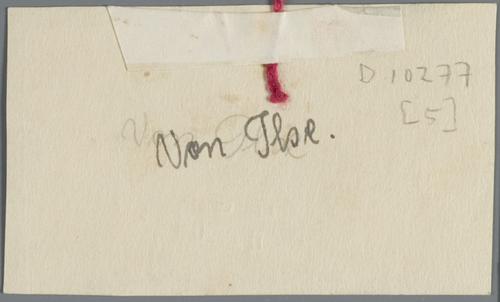 D 10277
[5]
Von Ilse.